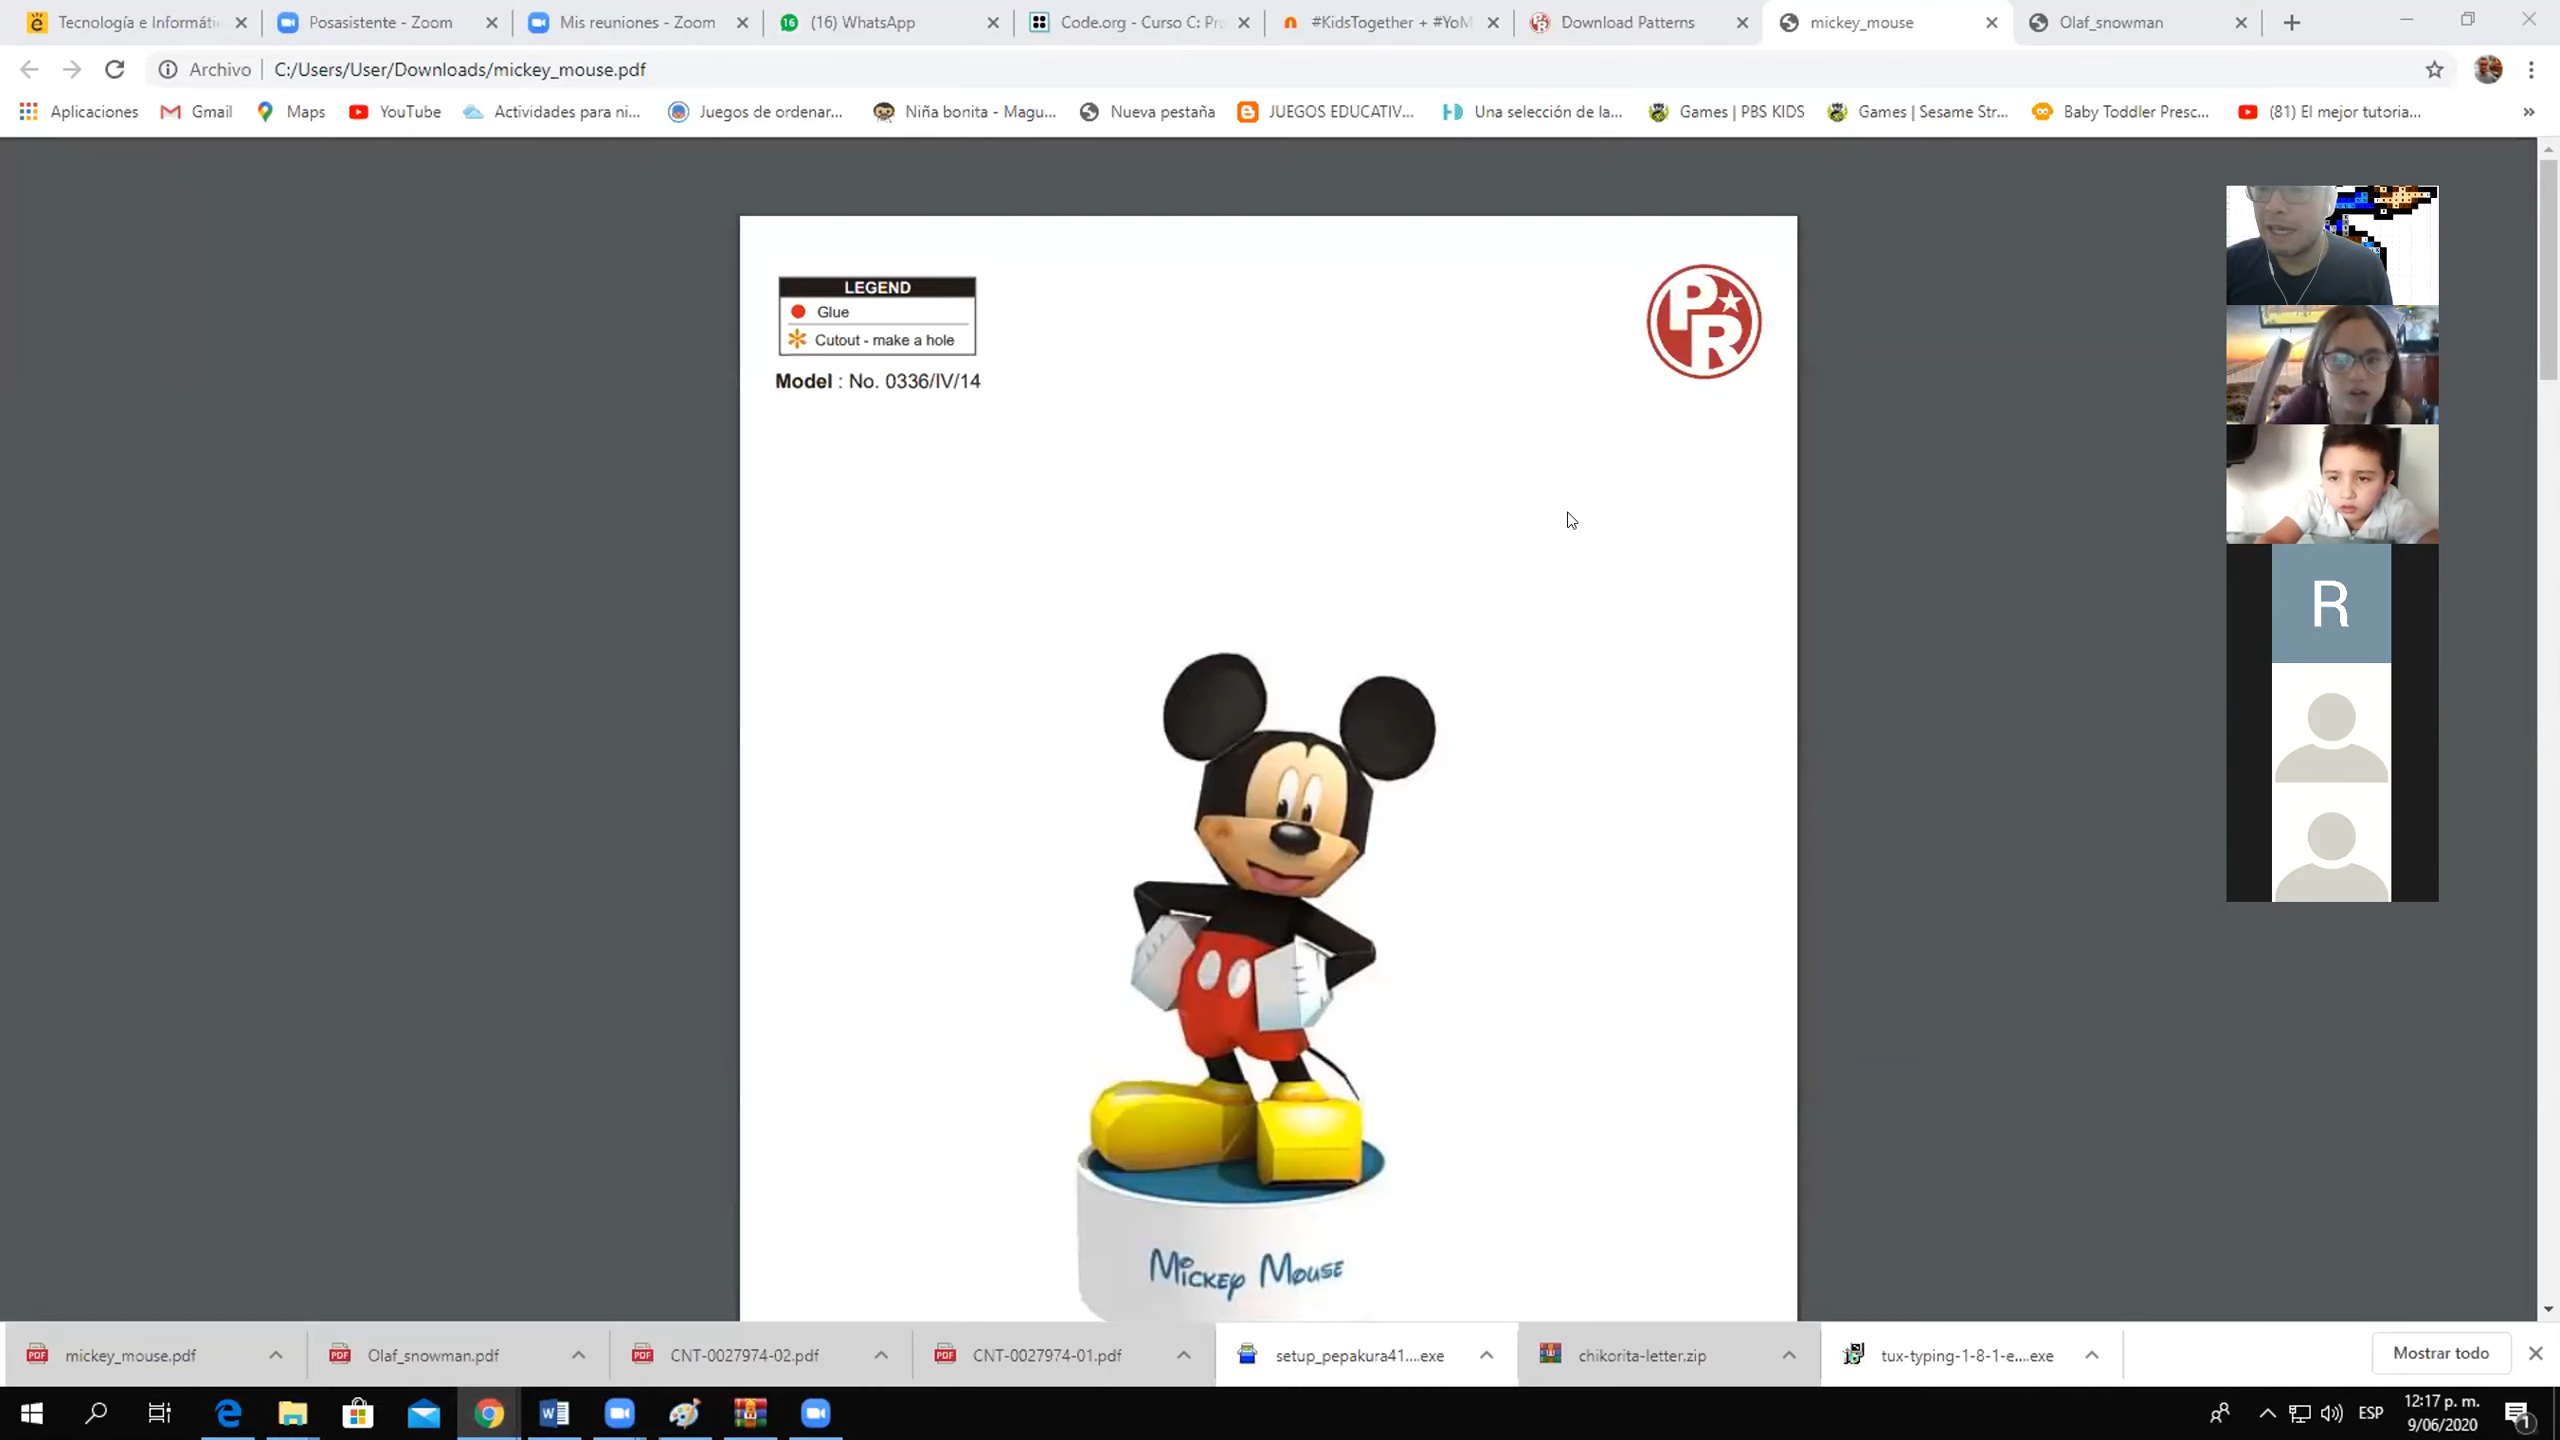 Tecnología e Informáti
Posasistente - Zoom
Mis reuniones - Zoom
16
(16) WhatsApp
Code.org - Curso C: Pr
#KidsTogether + #YoM
Download Patterns
mickey_mouse
Olaf_snowman
Archivo
C:/Users/User/Downloads/mickey_mouse.pdf
Aplicaciones
Gmail
Maps
YouTube
Actividades para ni...
Juegos de ordenar...
Niña bonita - Magu...
Nueva pestaña
JUEGOS EDUCATIV...
Una selección de la...
Games | PBS KIDS
Games | Sesame Str...
Baby Toddler Presc...
(81) El mejor tutoria...
LEGEND
Glue
Cutout - make a hole
Model : No. 0336/IV/14
PR
R
Mickey Mouse
mickey_mouse.pdf
Olaf_snowman.pdf
CNT-0027974-02.pdf
CNT-0027974-01.pdf
setup_pepakura41....exe
chikorita-letter.zip
tux-typing-1-8-1-e....exe
Mostrar todo
ESP
12:17 p. m.
9/06/2020
1